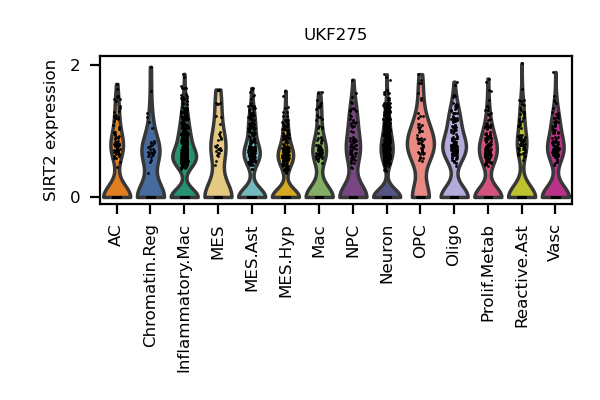 UKF275
SIRT2 expression
2
0
AC
Chromatin.Reg
Inflammatory.Mac
MES
MES.Ast
MES.Hyp
Mac
NPC
Neuron
OPC
Oligo
Prolif.Metab
Reactive.Ast
Vasc